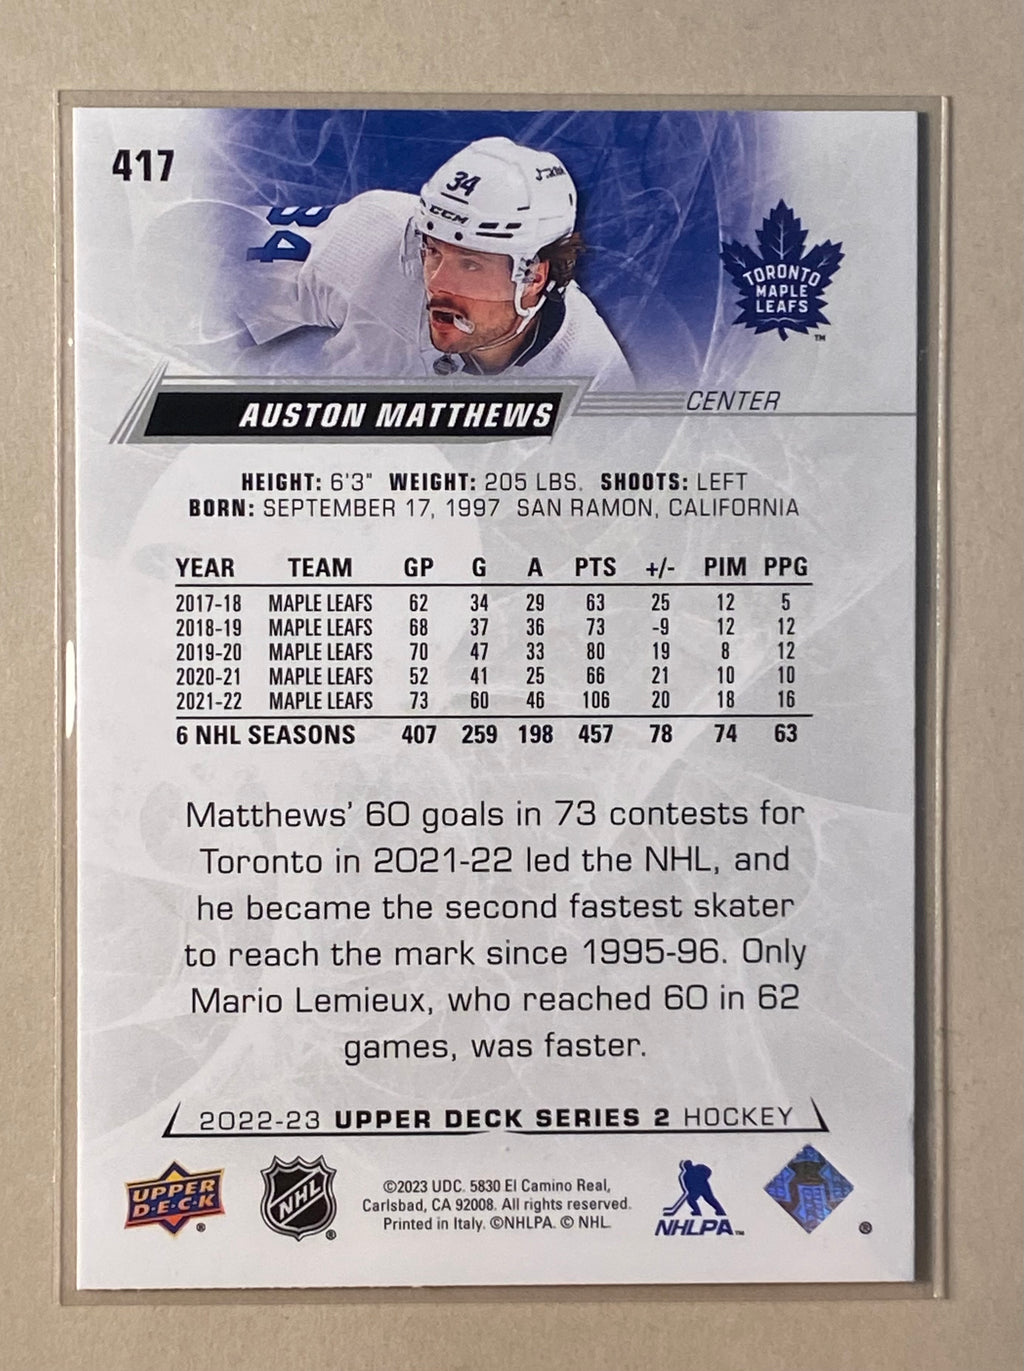 417
34
CCM
34
TORONTO
MAPLE
LEAFS
™
AUSTON MATTHEWS
CENTER
HEIGHT: 6'3" WEIGHT: 205 LBS. SHOOTS: LEFT
BORN: SEPTEMBER 17, 1997 SAN RAMON, CALIFORNIA
YEAR TEAM GP G A PTS +/- PIM PPG
2017-18 MAPLE LEAFS 62 34 29 63 25 12 5
2018-19 MAPLE LEAFS 68 37 36 73 -9 12 12
2019-20 MAPLE LEAFS 70 47 33 80 19 8 12
2020-21 MAPLE LEAFS 52 41 25 66 21 10 10
2021-22 MAPLE LEAFS 73 60 46 106 20 18 16
6 NHL SEASONS 407 259 198 457 78 74 63
Matthews' 60 goals in 73 contests for
Toronto in 2021-22 led the NHL, and
he became the second fastest skater
to reach the mark since 1995-96. Only
Mario Lemieux, who reached 60 in 62
games, was faster.
2022-23 UPPER DECK SERIES 2 HOCKEY
UPPER
D·E·C·K
®
NHL
®
©2023 UDC. 5830 El Camino Real,
Carlsbad, CA 92008. All rights reserved.
Printed in Italy. ©NHLPA. © NHL.
NHLPA™
®